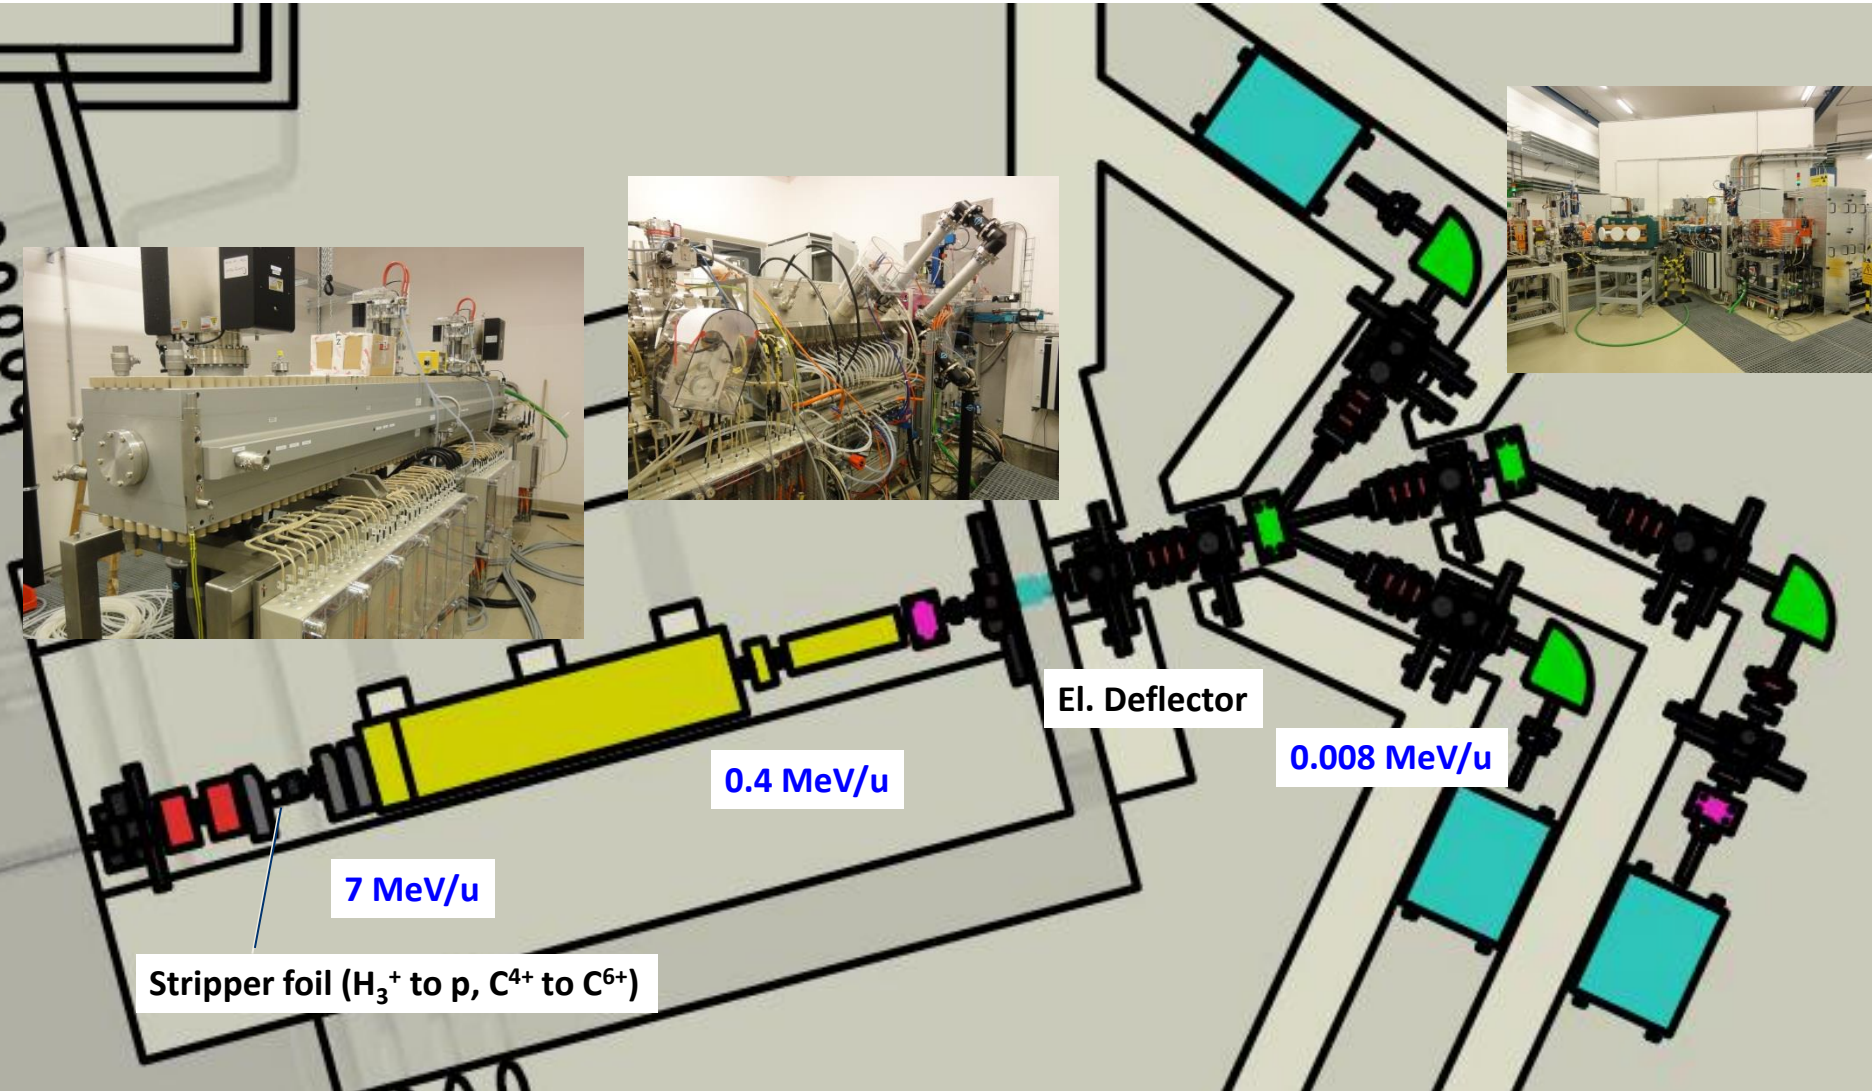 El. Deflector
0.008 MeV/u
0.4 MeV/u
7 MeV/u
Stripper foil (H₃⁺ to p, C⁴⁺ to C⁶⁺)